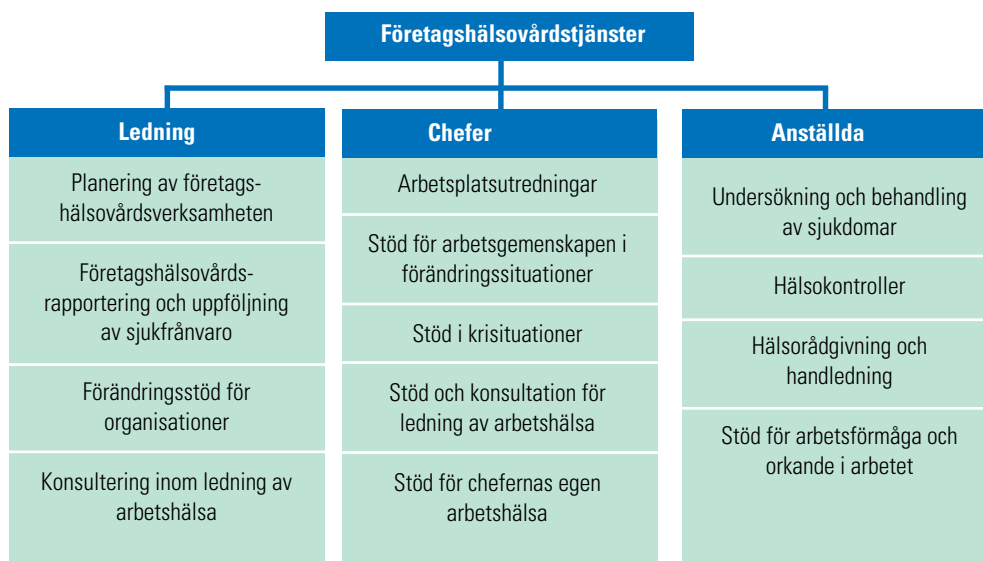 Företagshälsovårdstjänster
Ledning
Planering av företags-
hälsovårdsverksamheten
Företagshälsovårds-
rapportering och uppföljning
av sjukfrånvaro
Förändringsstöd för
organisationer
Konsultering inom ledning av
arbetshälsa
Chefer
Arbetsplatsutredningar
Stöd för arbetsgemenskapen i
förändringssituationer
Stöd i krisituationer
Stöd och konsultation för
ledning av arbetshälsa
Stöd för chefernas egen
arbetshälsa
Anställda
Undersökning och behandling
av sjukdomar
Hälsokontroller
Hälsorådgivning och
handledning
Stöd för arbetsförmåga och
orkande i arbetet